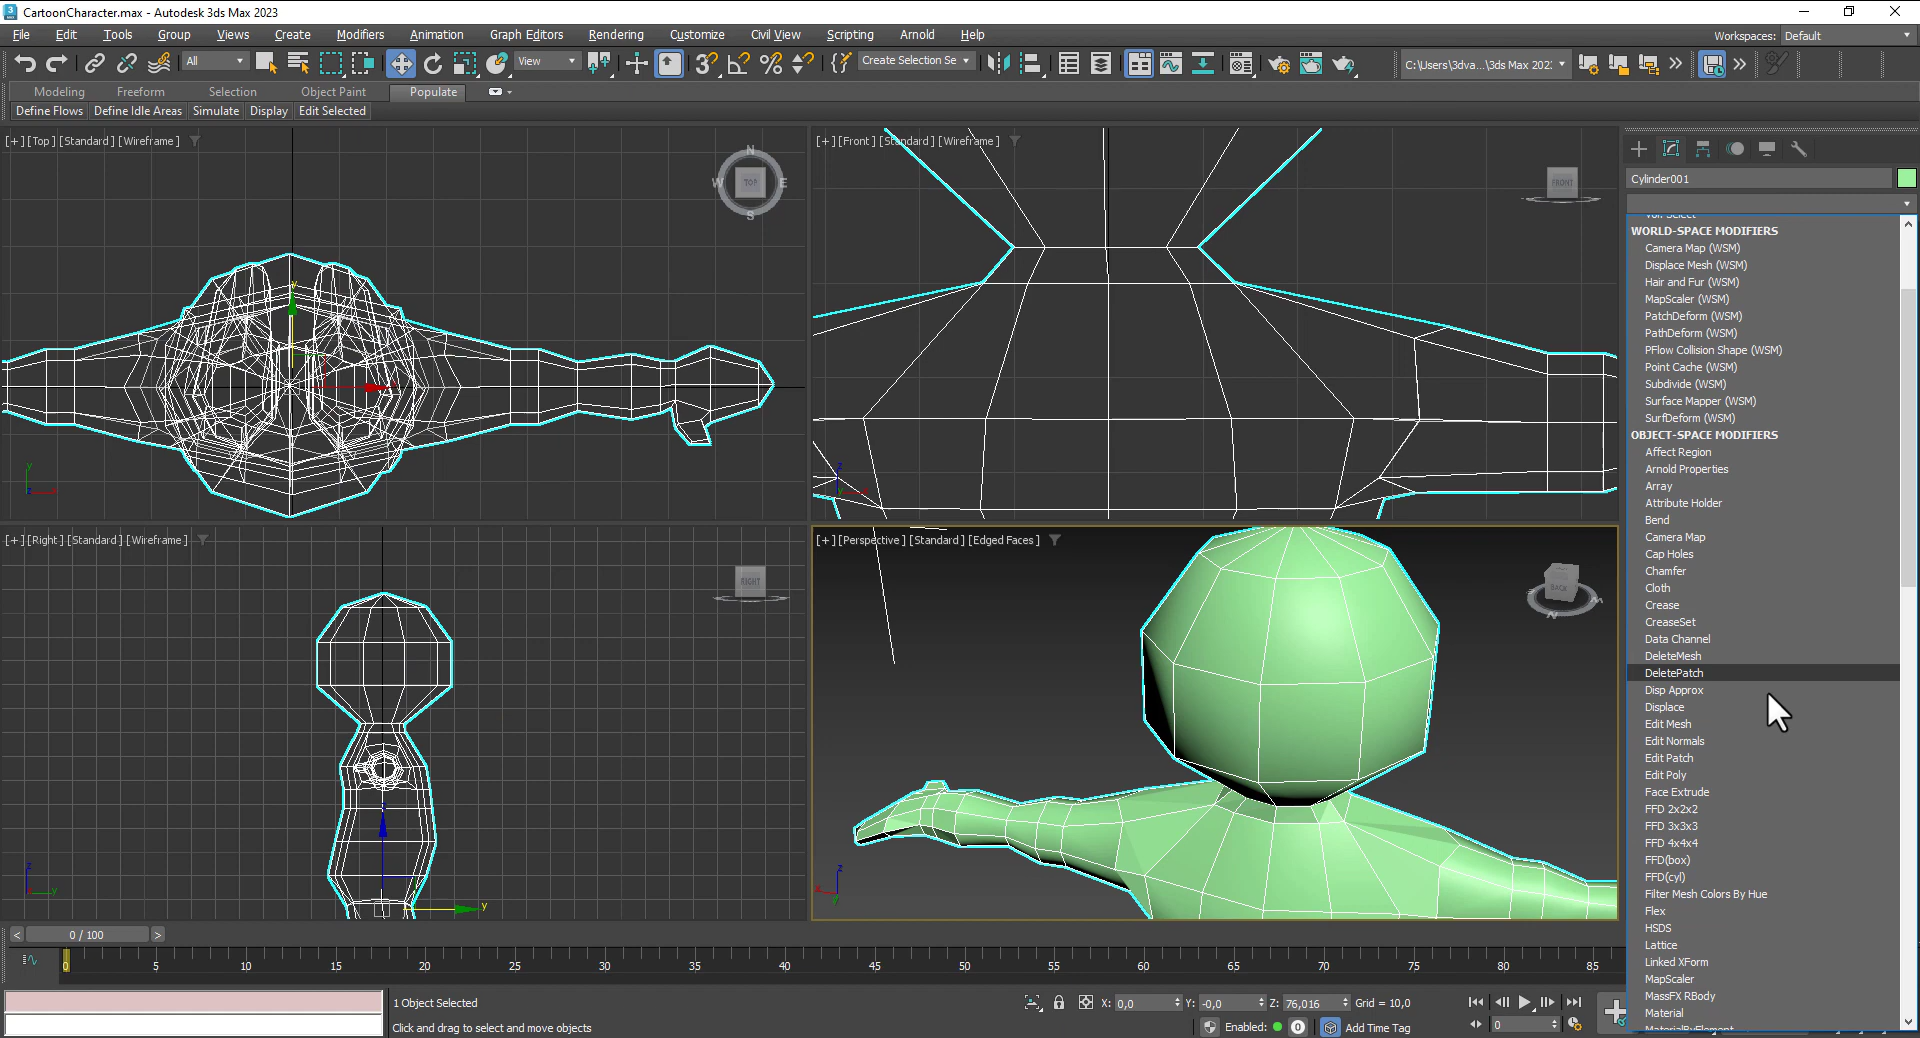 CartoonCharacter.max - Autodesk 3ds Max 2023
File Edit Tools Group Views Create Modifiers Animation Graph Editors Rendering Customize Civil View Scripting Arnold Help
Workspaces: Default
All View Create Selection Se C:\Users\3dva...\3ds Max 202:
Modeling Freeform Selection Object Paint Populate
Define Flows Define Idle Areas Simulate Display Edit Selected
[+] [Top] [Standard] [Wireframe]
N
W TOP E
S
y
x
[+] [Front] [Standard] [Wireframe]
FRONT
z
[+] [Right] [Standard] [Wireframe]
RIGHT
y
z
y
[+] [Perspective] [Standard] [Edged Faces]
BACK
N
z
x
y
Cylinder001
Vol. Select
WORLD-SPACE MODIFIERS
Camera Map (WSM)
Displace Mesh (WSM)
Hair and Fur (WSM)
MapScaler (WSM)
PatchDeform (WSM)
PathDeform (WSM)
PFlow Collision Shape (WSM)
Point Cache (WSM)
Subdivide (WSM)
Surface Mapper (WSM)
SurfDeform (WSM)
OBJECT-SPACE MODIFIERS
Affect Region
Arnold Properties
Array
Attribute Holder
Bend
Camera Map
Cap Holes
Chamfer
Cloth
Crease
CreaseSet
Data Channel
DeleteMesh
DeletePatch
Disp Approx
Displace
Edit Mesh
Edit Normals
Edit Patch
Edit Poly
Face Extrude
FFD 2x2x2
FFD 3x3x3
FFD 4x4x4
FFD(box)
FFD(cyl)
Filter Mesh Colors By Hue
Flex
HSDS
Lattice
Linked XForm
MapScaler
MassFX RBody
Material
MaterialByElement
< 0 / 100 >
0 5 10 15 20 25 30 35 40 45 50 55 60 65 70 75 80 85
1 Object Selected
X: 0,0 Y: -0,0 Z: 76,016 Grid = 10,0
Click and drag to select and move objects
Enabled: 0 Add Time Tag
0